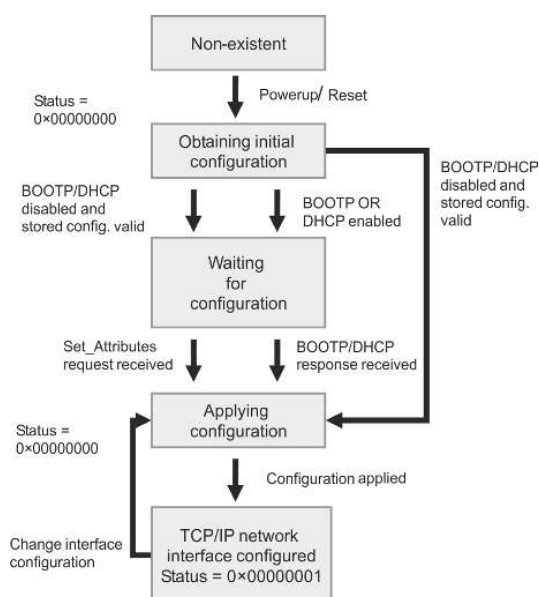 Non-existent
Powerup/ Reset
Status =
0×00000000
Obtaining initial
configuration
BOOTP/DHCP
disabled and
stored config. valid
BOOTP OR
DHCP enabled
BOOTP/DHCP
disabled and
stored config.
valid
Waiting
for
configuration
Set_Attributes
request received
BOOTP/DHCP
response received
Status =
0×00000000
Applying
configuration
Configuration applied
Change interface
configuration
TCP/IP network
interface configured
Status = 0×00000001